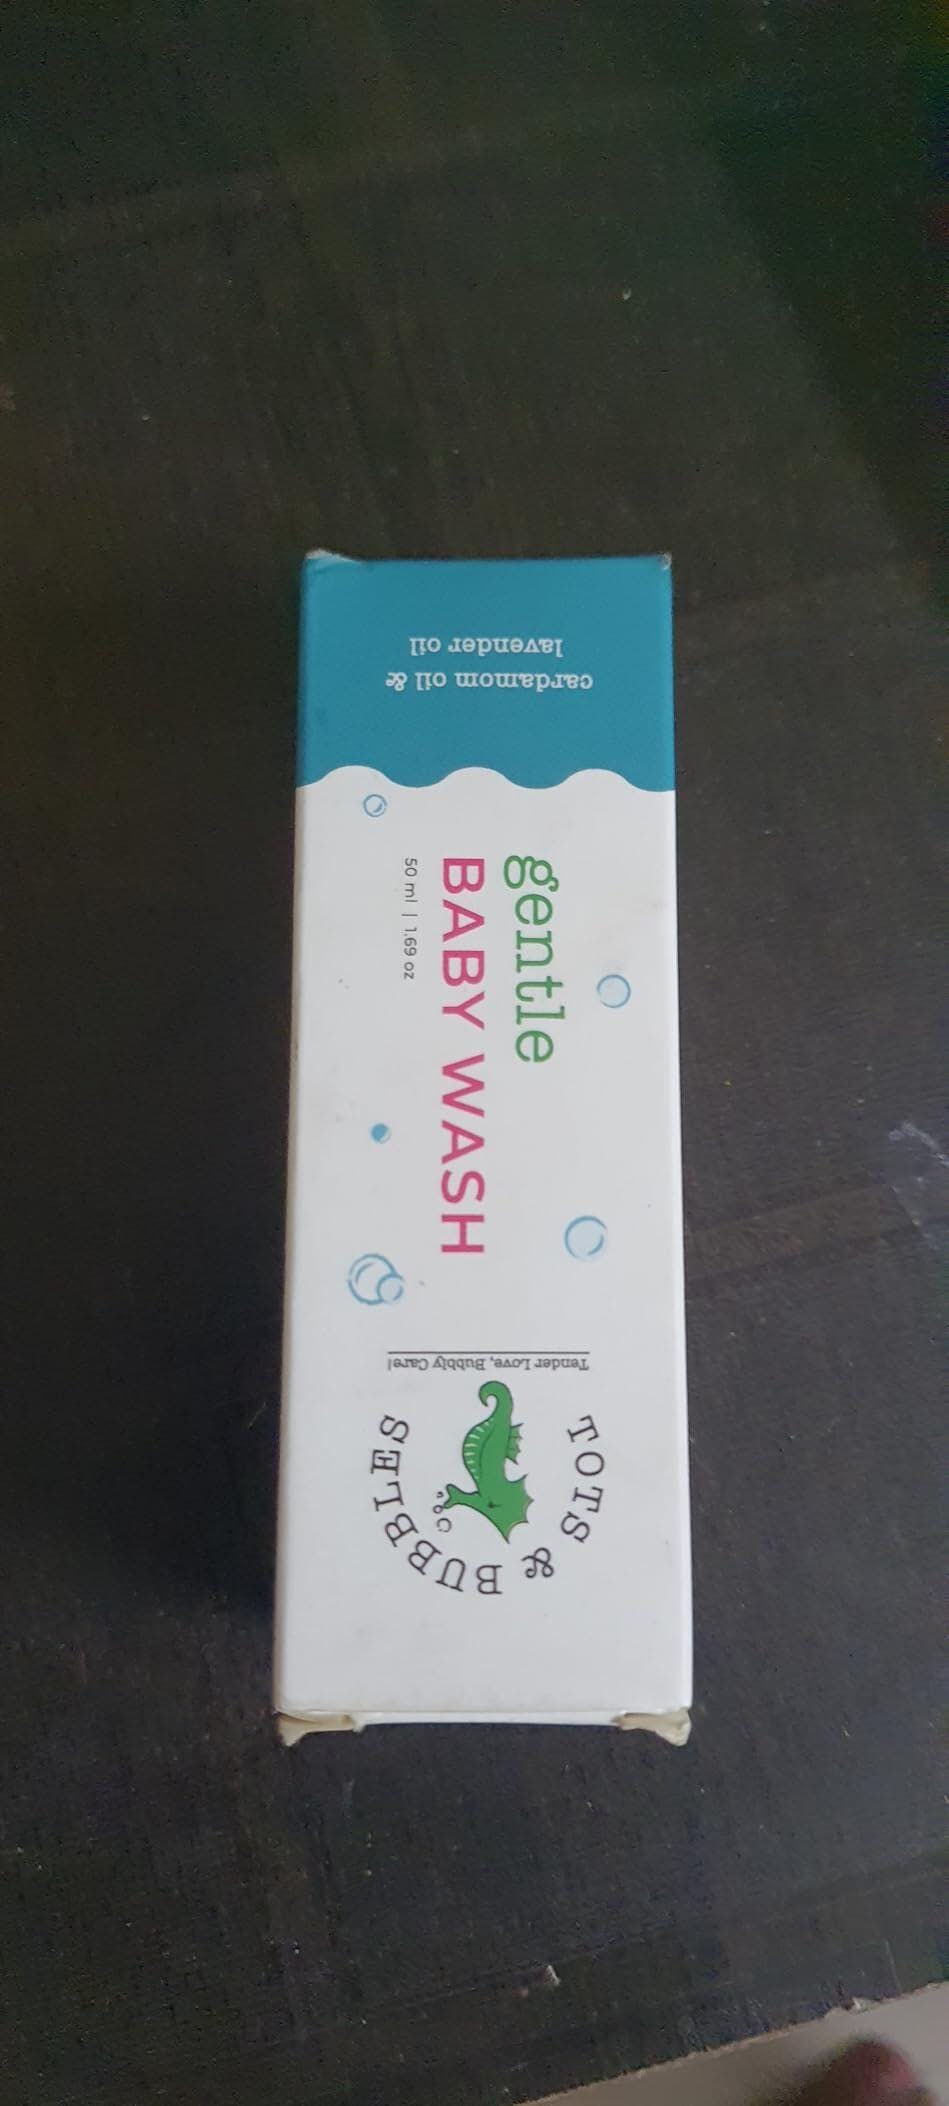 TOTS & BUBBLES
Tender Love, Bubbly Care!
gentle
BABY WASH
50 ml | 1.69 oz
cardamom oil &
lavender oil